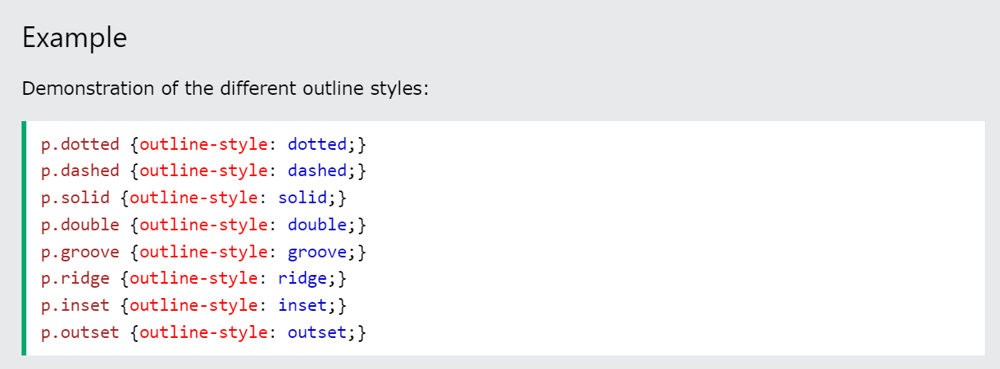 Example
Demonstration of the different outline styles:
p.dotted {outline-style: dotted;}
p.dashed {outline-style: dashed;}
p.solid {outline-style: solid;}
p.double {outline-style: double;}
p.groove {outline-style: groove;}
p.ridge {outline-style: ridge;}
p.inset {outline-style: inset;}
p.outset {outline-style: outset;}